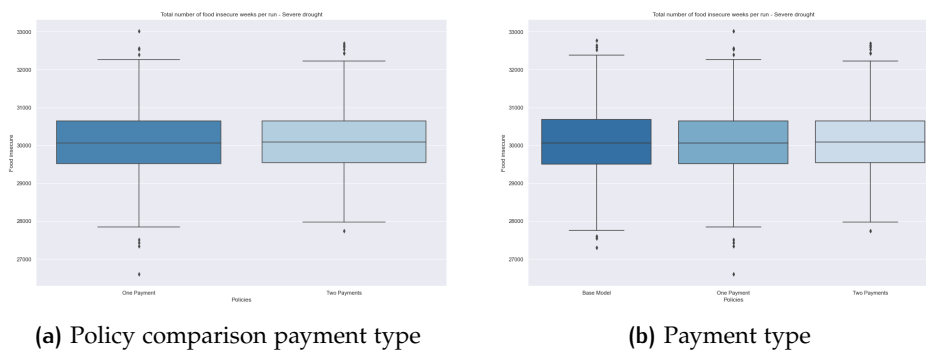 Total number of food insecure weeks per run - Severe drought
33000
32000
31000
30000
29000
28000
27000
Food insecure
One Payment
Two Payments
Policies
(a) Policy comparison payment type
Total number of food insecure weeks per run - Severe drought
33000
32000
31000
30000
29000
28000
27000
Food insecure
Base Model
One Payment
Two Payments
Policies
(b) Payment type